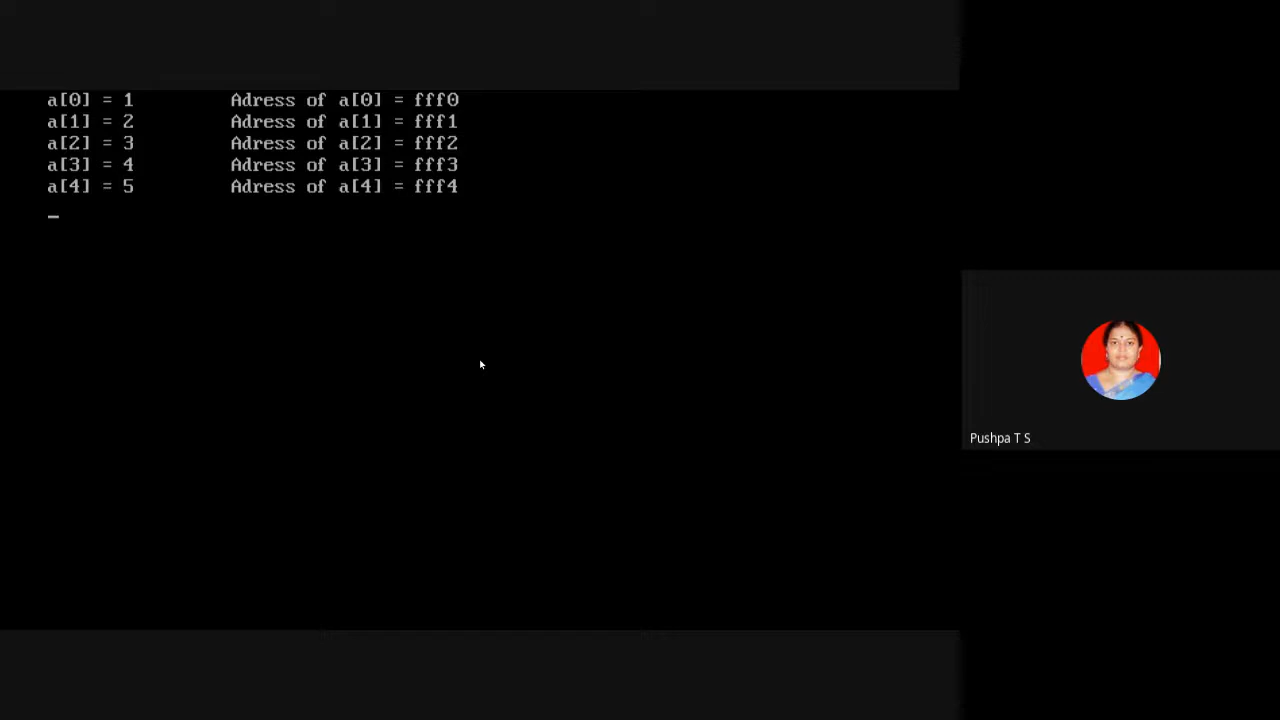 a[0] = 1 Adress of a[0] = fff0
a[1] = 2 Adress of a[1] = fff1
a[2] = 3 Adress of a[2] = fff2
a[3] = 4 Adress of a[3] = fff3
a[4] = 5 Adress of a[4] = fff4
_
Pushpa T S